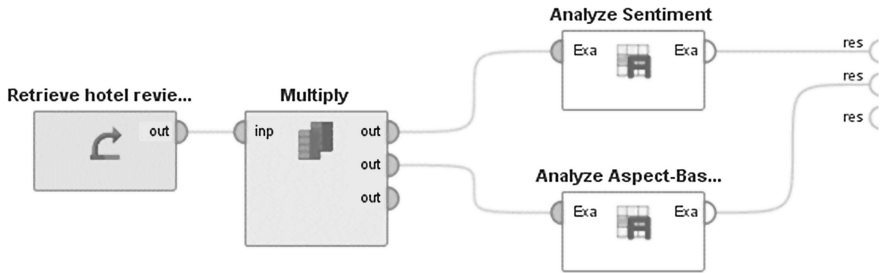 Analyze Sentiment
Exa Exa
res
res
res
Retrieve hotel revie...
out
Multiply
inp out
out
out
Analyze Aspect-Bas...
Exa Exa